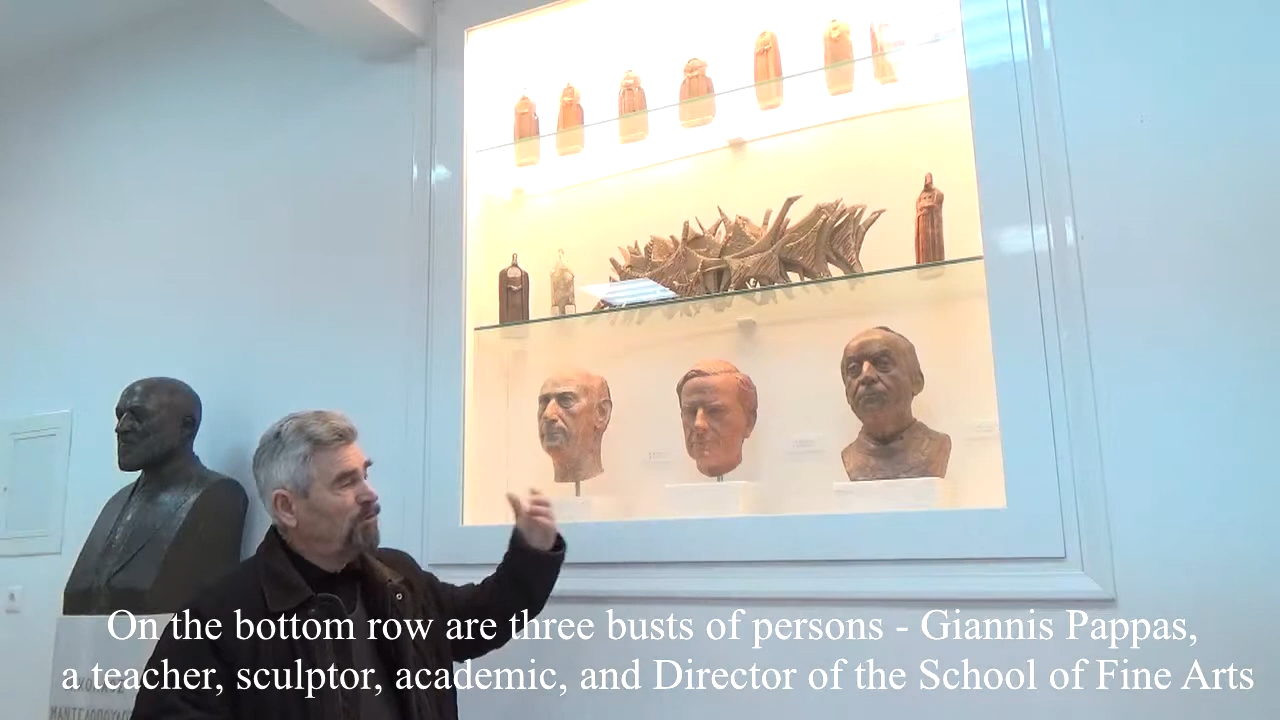 On the bottom row are three busts of persons - Giannis Pappas,
a teacher, sculptor, academic, and Director of the School of Fine Arts